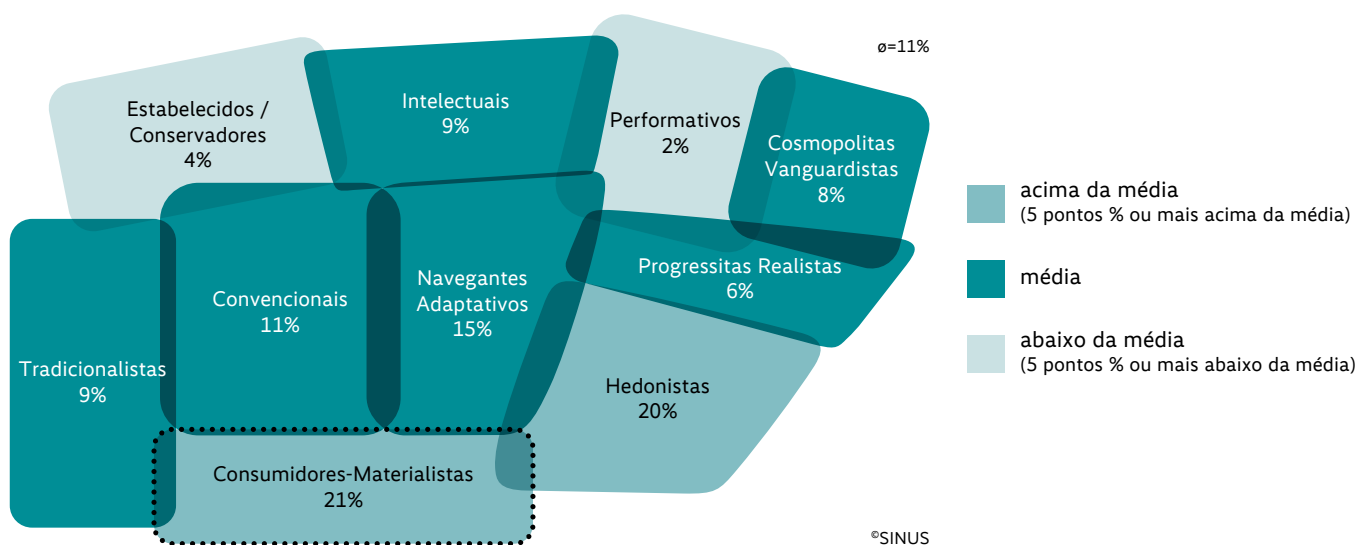 ø=11%
Estabelecidos /
Conservadores
4%
Intelectuais
9%
Performativos
2%
Cosmopolitas
Vanguardistas
8%
Tradicionalistas
9%
Convencionais
11%
Navegantes
Adaptativos
15%
Progressitas Realistas
6%
Hedonistas
20%
Consumidores-Materialistas
21%
acima da média
(5 pontos % ou mais acima da média)
média
abaixo da média
(5 pontos % ou mais abaixo da média)
©SINUS